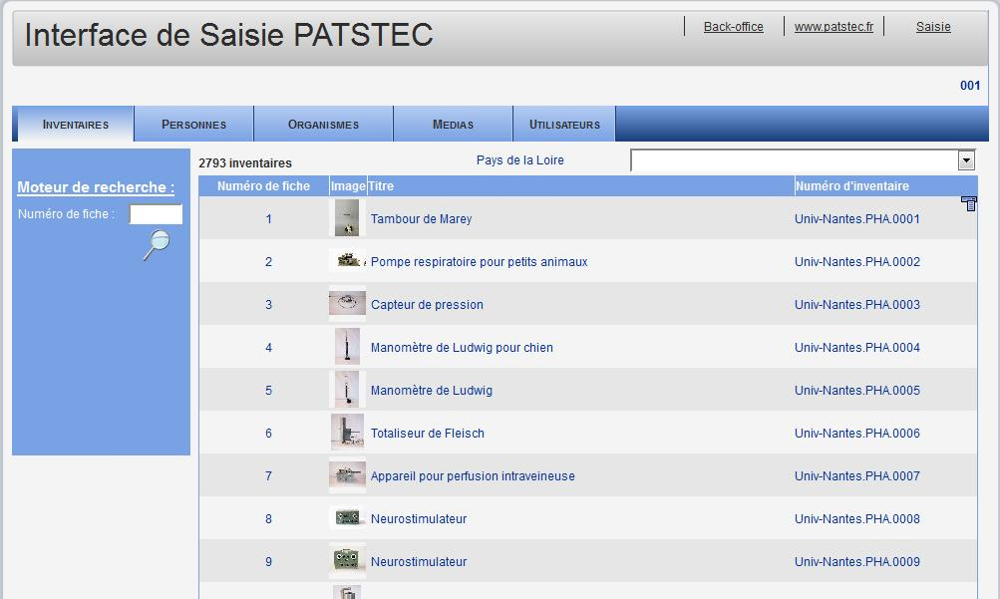 Interface de Saisie PATSTEC
Back-office
www.patstec.fr
Saisie
001
INVENTAIRES
PERSONNES
ORGANISMES
MEDIAS
UTILISATEURS
Moteur de recherche :
Numéro de fiche :
2793 inventaires
Pays de la Loire
Numéro de fiche Image Titre Numéro d'inventaire
1 Tambour de Marey Univ-Nantes.PHA.0001
2 Pompe respiratoire pour petits animaux Univ-Nantes.PHA.0002
3 Capteur de pression Univ-Nantes.PHA.0003
4 Manomètre de Ludwig pour chien Univ-Nantes.PHA.0004
5 Manomètre de Ludwig Univ-Nantes.PHA.0005
6 Totaliseur de Fleisch Univ-Nantes.PHA.0006
7 Appareil pour perfusion intraveineuse Univ-Nantes.PHA.0007
8 Neurostimulateur Univ-Nantes.PHA.0008
9 Neurostimulateur Univ-Nantes.PHA.0009